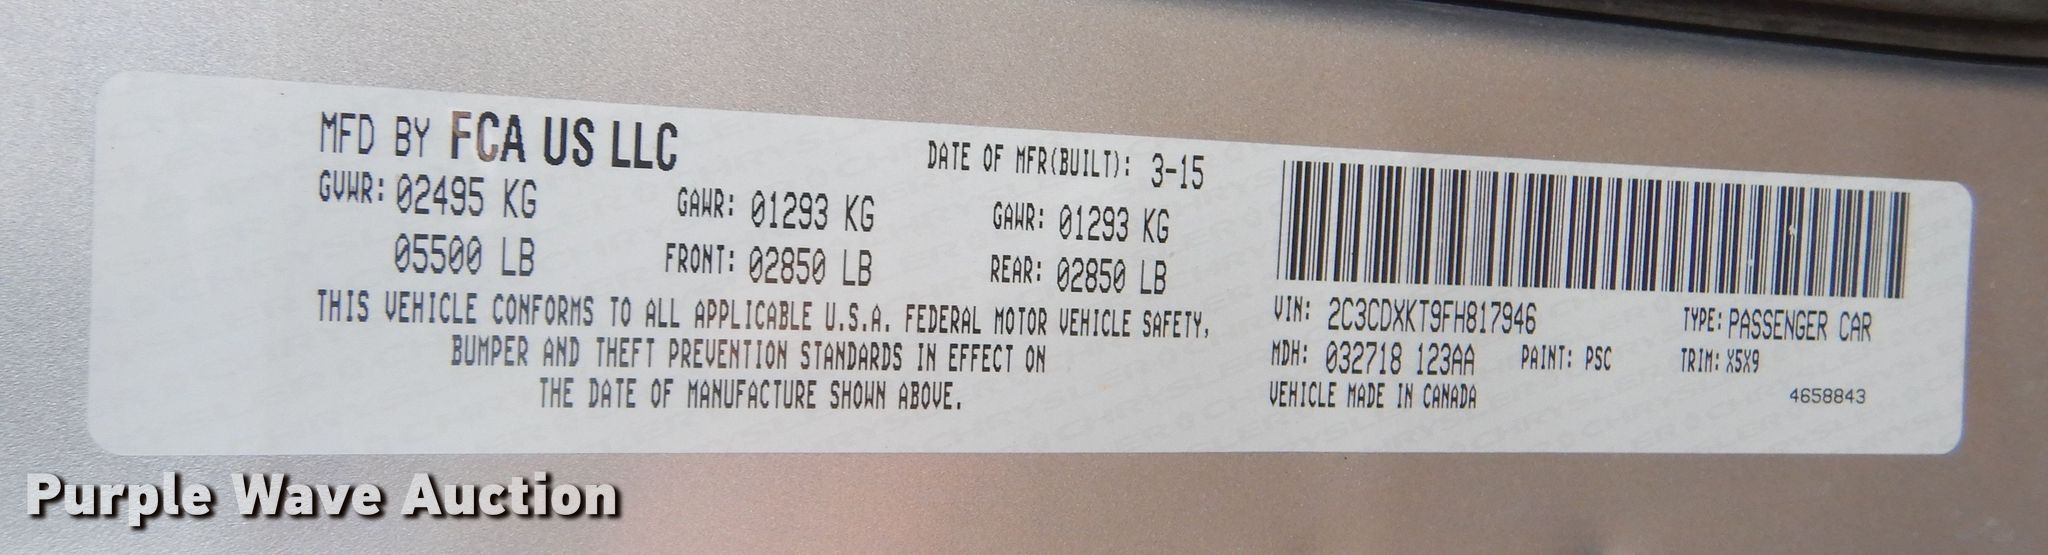 MFD BY FCA US LLC
DATE OF MFR(BUILT): 3-15
GVWR: 02495 KG
GAWR: 01293 KG
GAWR: 01293 KG
05500 LB
FRONT: 02850 LB
REAR: 02850 LB
THIS VEHICLE CONFORMS TO ALL APPLICABLE U.S.A. FEDERAL MOTOR VEHICLE SAFETY,
BUMPER AND THEFT PREVENTION STANDARDS IN EFFECT ON
THE DATE OF MANUFACTURE SHOWN ABOVE.
VIN: 2C3CDXKT9FH817946
TYPE: PASSENGER CAR
MDH: 032718 123AA
PAINT: PSC
TRIM: X5X9
VEHICLE MADE IN CANADA
4658843
Purple Wave Auction